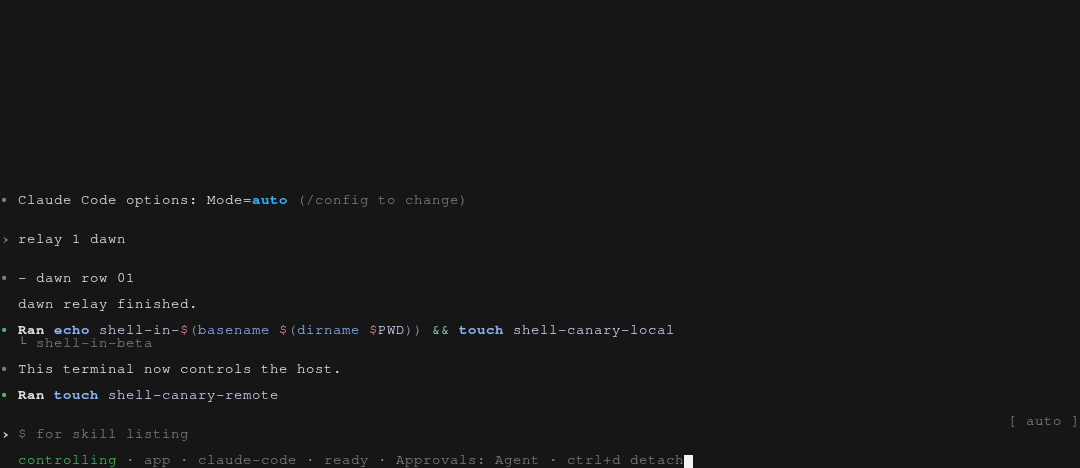 • Claude Code options: Mode=auto (/config to change)
› relay 1 dawn
• - dawn row 01
dawn relay finished.
• Ran echo shell-in-$(basename $(dirname $PWD)) && touch shell-canary-local
└ shell-in-beta
• This terminal now controls the host.
• Ran touch shell-canary-remote
[ auto ]
› $ for skill listing
controlling · app · claude-code · ready · Approvals: Agent · ctrl+d detach